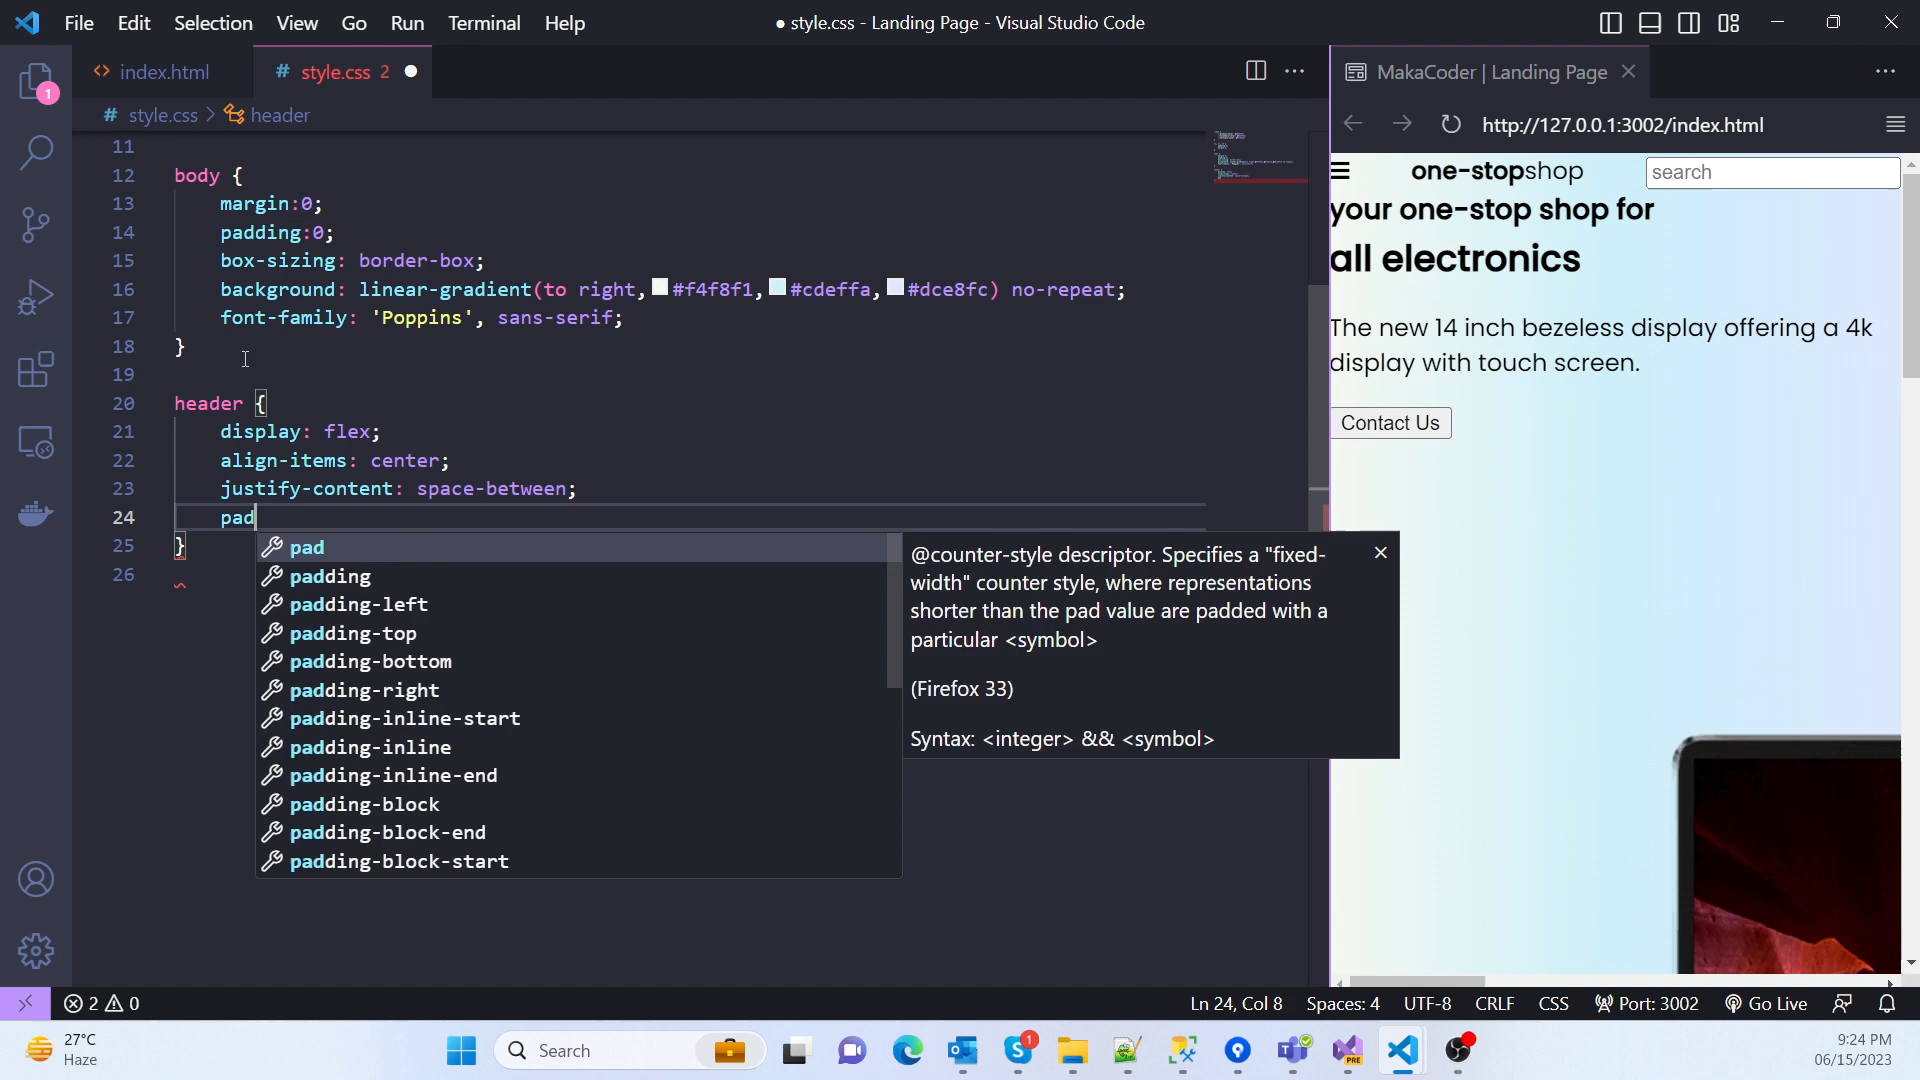 File Edit Selection View Go Run Terminal Help ● style.css - Landing Page - Visual Studio Code
1
<> index.html # style.css 2 ●
MakaCoder | Landing Page
# style.css > header
http://127.0.0.1:3002/index.html
11
12 body {
13 margin:0;
14 padding:0;
15 box-sizing: border-box;
16 background: linear-gradient(to right, #f4f8f1, #cdeffa, #dce8fc) no-repeat;
17 font-family: 'Poppins', sans-serif;
18 }
19
20 header {
21 display: flex;
22 align-items: center;
23 justify-content: space-between;
24 pad
25 }
26
pad
padding
padding-left
padding-top
padding-bottom
padding-right
padding-inline-start
padding-inline
padding-inline-end
padding-block
padding-block-end
padding-block-start
@counter-style descriptor. Specifies a "fixed-
width" counter style, where representations
shorter than the pad value are padded with a
particular <symbol>
(Firefox 33)
Syntax: <integer> && <symbol>
one-stopshop search
your one-stop shop for
all electronics
The new 14 inch bezeless display offering a 4k
display with touch screen.
Contact Us
2 0 Ln 24, Col 8 Spaces: 4 UTF-8 CRLF CSS Port: 3002 Go Live
27°C
Haze
Search
1
PRE
9:24 PM
06/15/2023